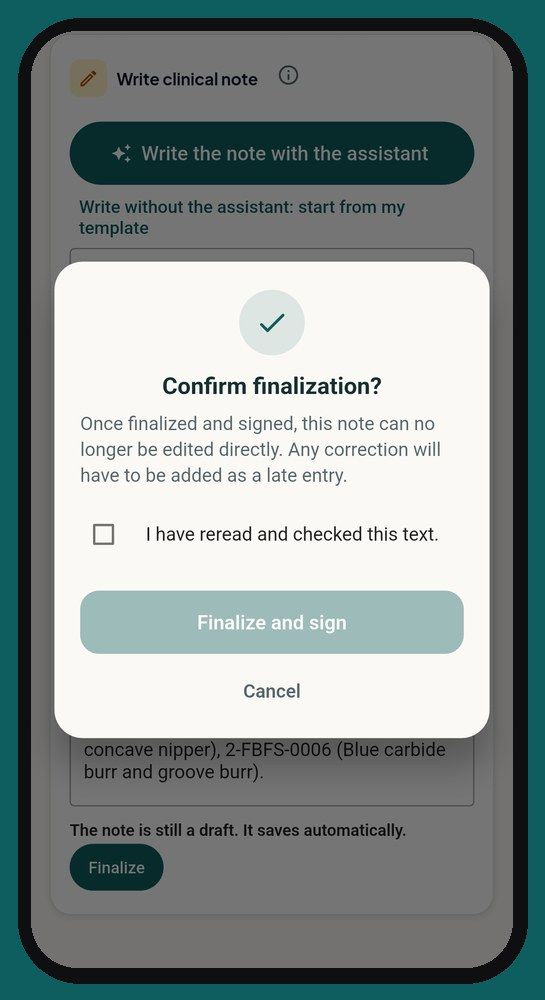 Write clinical note
Write the note with the assistant
Write without the assistant: start from my
template
Confirm finalization?
Once finalized and signed, this note can no
longer be edited directly. Any correction will
have to be added as a late entry.
I have reread and checked this text.
Finalize and sign
Cancel
concave nipper), 2-FBFS-0006 (Blue carbide
burr and groove burr).
The note is still a draft. It saves automatically.
Finalize